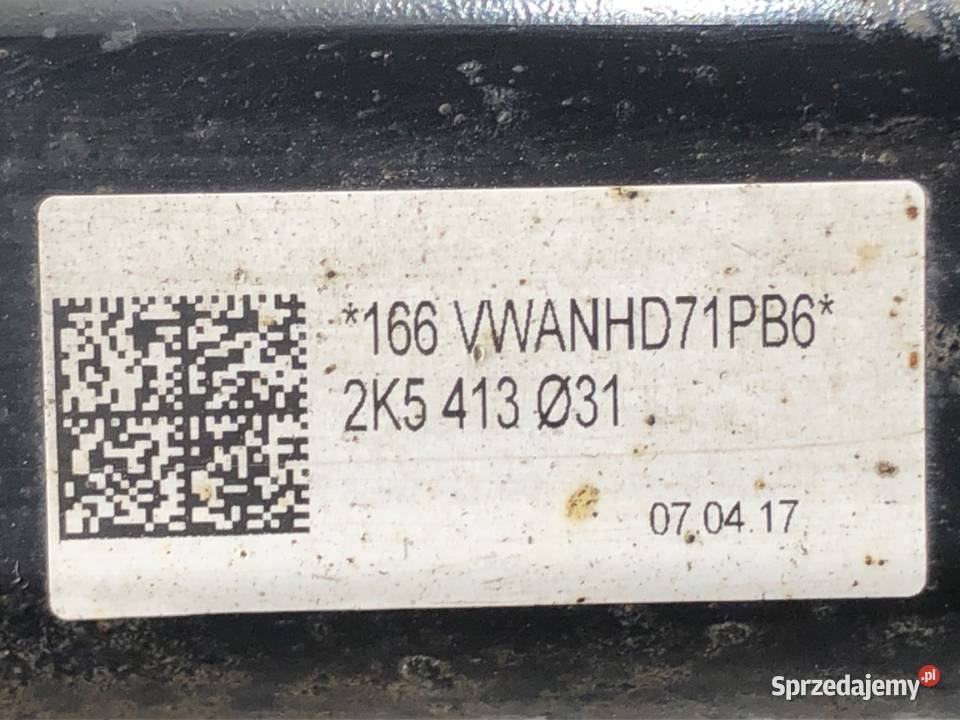 *166 VWANHD71PB6*
2K5 413 Ø31
07.04.17
Sprzedajemy.pl